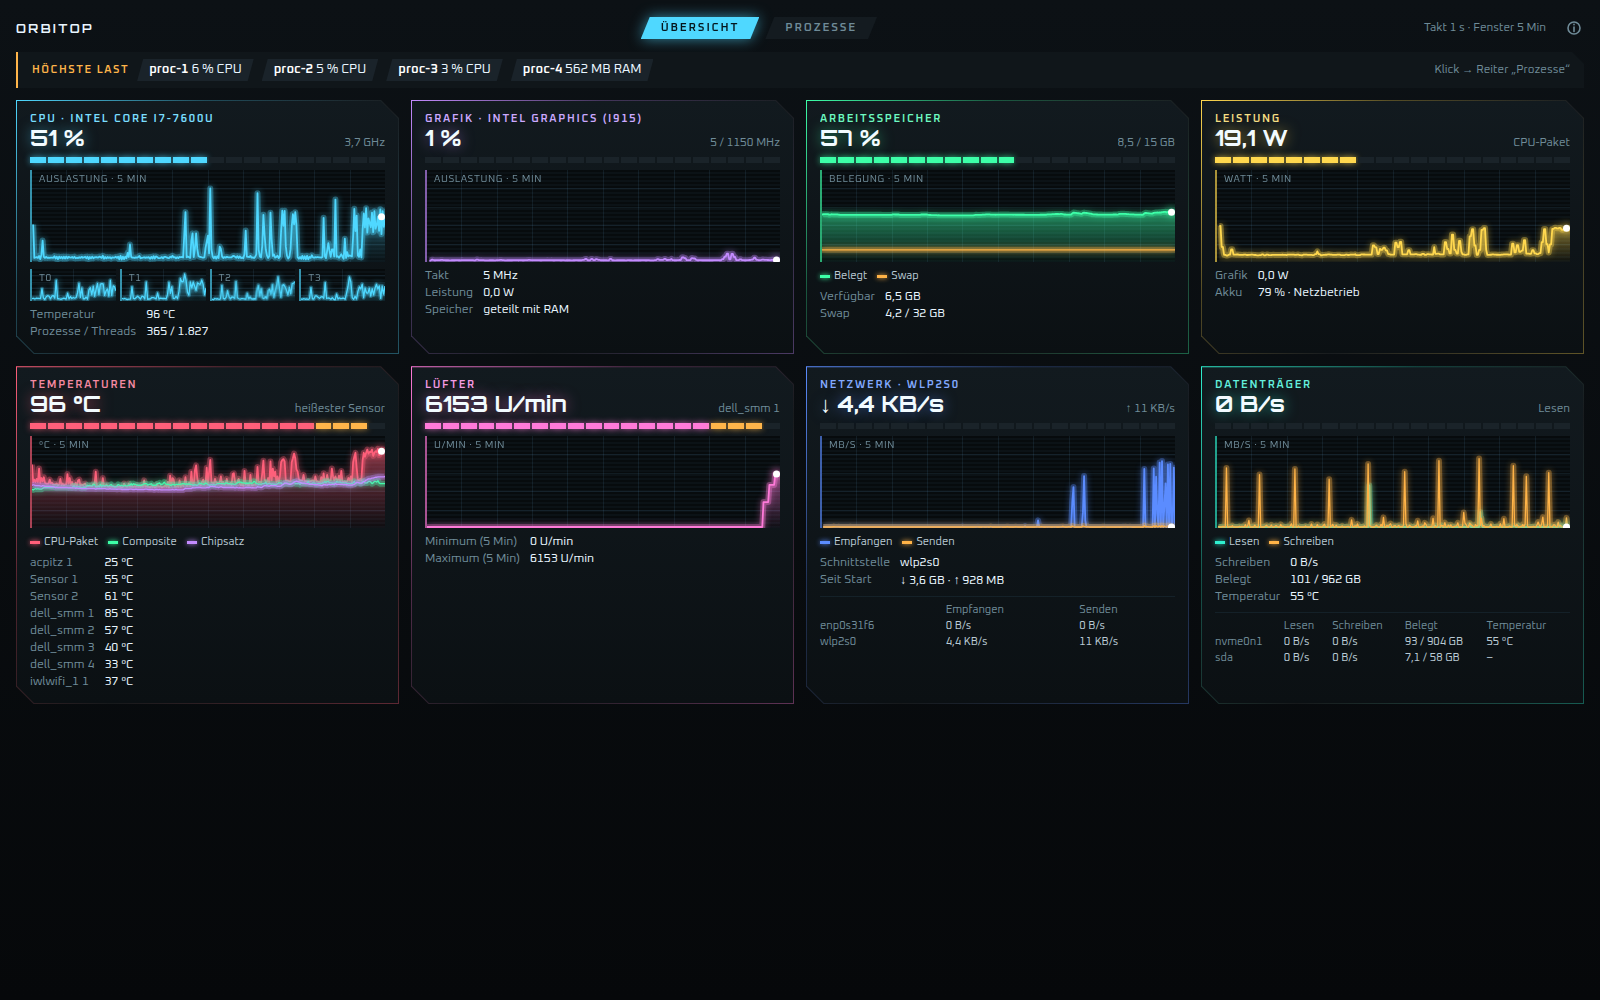 ORBITOP
ÜBERSICHT
PROZESSE
Takt 1 s · Fenster 5 Min
HÖCHSTE LAST proc-1 6 % CPU proc-2 5 % CPU proc-3 3 % CPU proc-4 562 MB RAM
Klick → Reiter „Prozesse“
CPU · INTEL CORE I7-7600U
51 %
3,7 GHz
AUSLASTUNG · 5 MIN
T0 T1 T2 T3
Temperatur 96 °C
Prozesse / Threads 365 / 1.827
GRAFIK · INTEL GRAPHICS (I915)
1 %
5 / 1150 MHz
AUSLASTUNG · 5 MIN
Takt 5 MHz
Leistung 0,0 W
Speicher geteilt mit RAM
ARBEITSSPEICHER
57 %
8,5 / 15 GB
BELEGUNG · 5 MIN
Belegt Swap
Verfügbar 6,5 GB
Swap 4,2 / 32 GB
LEISTUNG
19,1 W
CPU-Paket
WATT · 5 MIN
Grafik 0,0 W
Akku 79 % · Netzbetrieb
TEMPERATUREN
96 °C
heißester Sensor
°C · 5 MIN
CPU-Paket Composite Chipsatz
acpitz 1 25 °C
Sensor 1 55 °C
Sensor 2 61 °C
dell_smm 1 85 °C
dell_smm 2 57 °C
dell_smm 3 40 °C
dell_smm 4 33 °C
iwlwifi_1 1 37 °C
LÜFTER
6153 U/min
dell_smm 1
U/MIN · 5 MIN
Minimum (5 Min) 0 U/min
Maximum (5 Min) 6153 U/min
NETZWERK · WLP2S0
↓ 4,4 KB/s
↑ 11 KB/s
MB/S · 5 MIN
Empfangen Senden
Schnittstelle wlp2s0
Seit Start ↓ 3,6 GB · ↑ 928 MB
Empfangen Senden
enp0s31f6 0 B/s 0 B/s
wlp2s0 4,4 KB/s 11 KB/s
DATENTRÄGER
0 B/s
Lesen
MB/S · 5 MIN
Lesen Schreiben
Schreiben 0 B/s
Belegt 101 / 962 GB
Temperatur 55 °C
Lesen Schreiben Belegt Temperatur
nvme0n1 0 B/s 0 B/s 93 / 904 GB 55 °C
sda 0 B/s 0 B/s 7,1 / 58 GB –